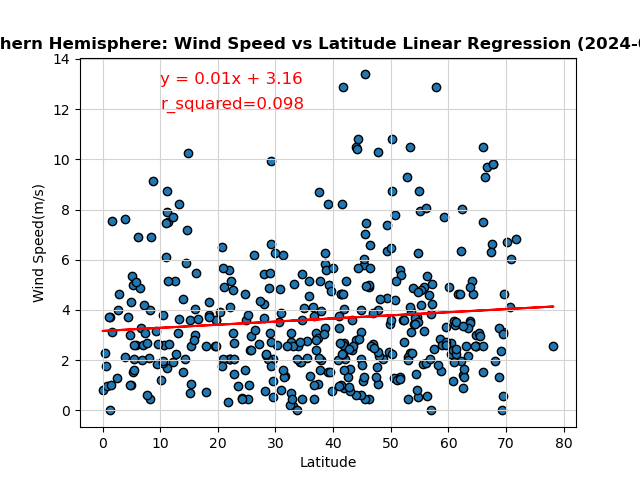 hern Hemisphere: Wind Speed vs Latitude Linear Regression (2024-
y = 0.01x + 3.16
r_squared=0.098
14
12
10
8
6
4
2
0
Wind Speed(m/s)
0 10 20 30 40 50 60 70 80
Latitude